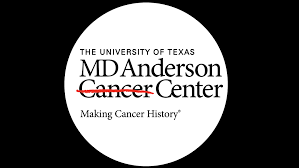 THE UNIVERSITY OF TEXAS
MD Anderson
Cancer Center
Making Cancer History®